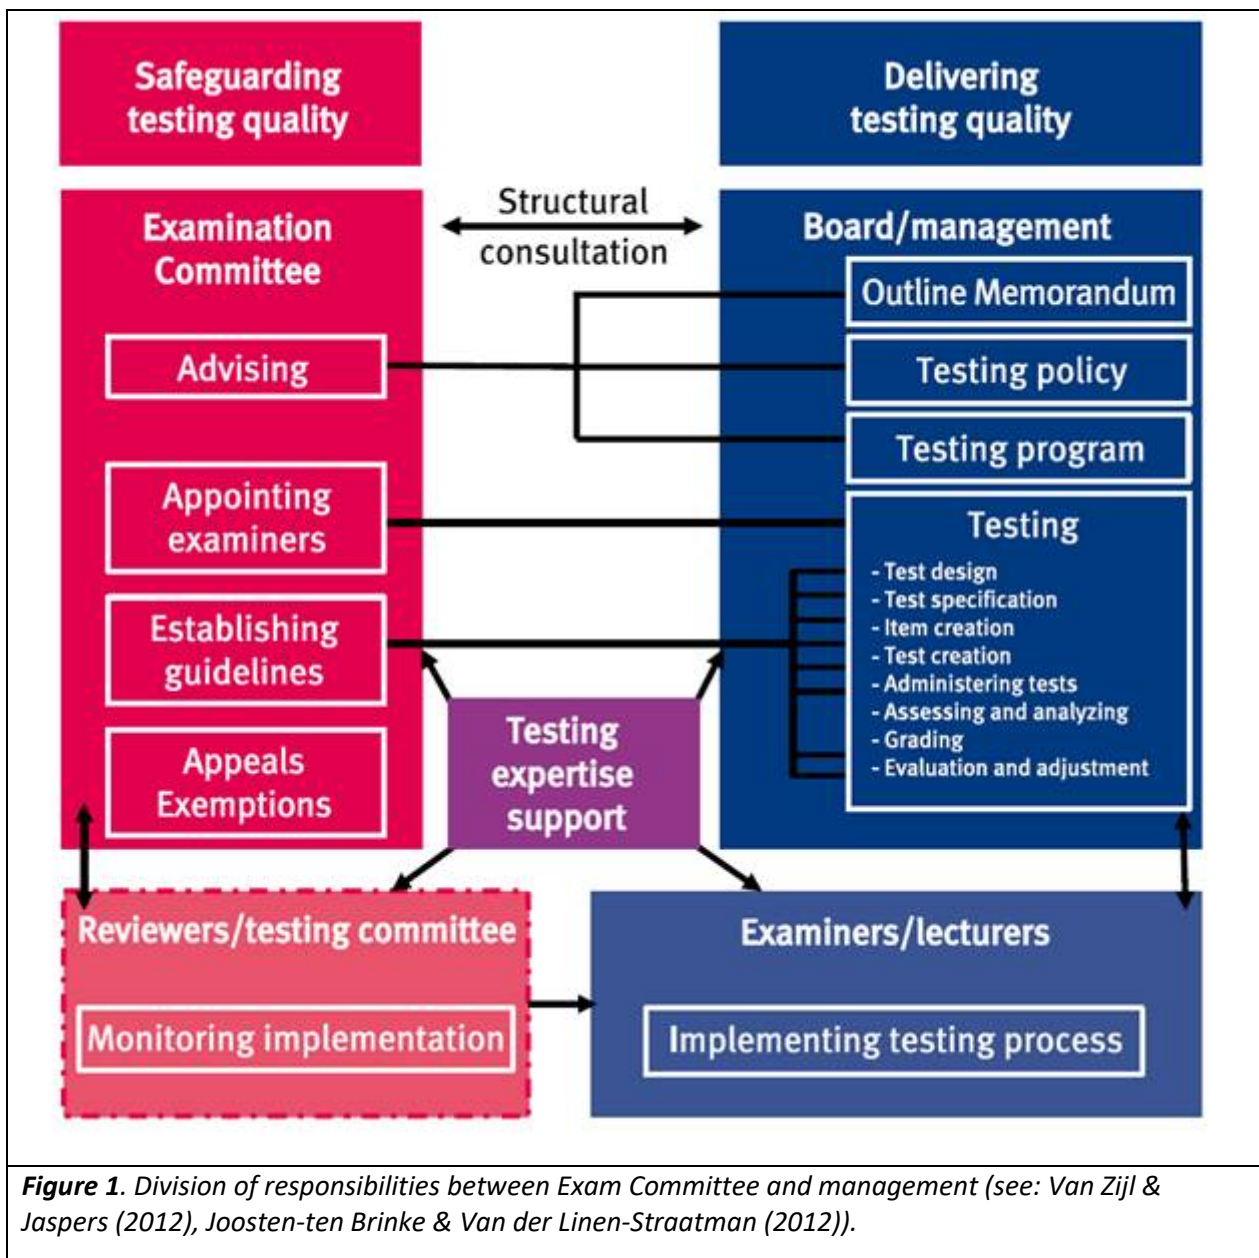 Safeguarding
testing quality
Delivering
testing quality
Examination
Committee
Structural
consultation
Board/management
Outline Memorandum
Advising
Testing policy
Testing program
Appointing
examiners
Testing
- Test design
- Test specification
- Item creation
- Test creation
- Administering tests
- Assessing and analyzing
- Grading
- Evaluation and adjustment
Establishing
guidelines
Appeals
Exemptions
Testing
expertise
support
Reviewers/testing committee
Monitoring implementation
Examiners/lecturers
Implementing testing process
Figure 1. Division of responsibilities between Exam Committee and management (see: Van Zijl &
Jaspers (2012), Joosten-ten Brinke & Van der Linen-Straatman (2012)).